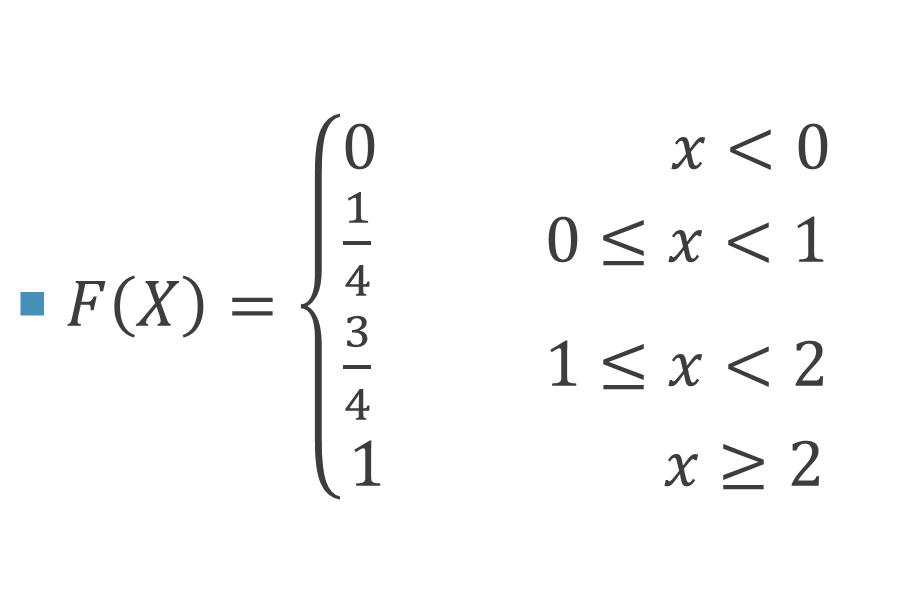 F(X) = { 0 x < 0
1/4 0 ≤ x < 1
3/4 1 ≤ x < 2
1 x ≥ 2